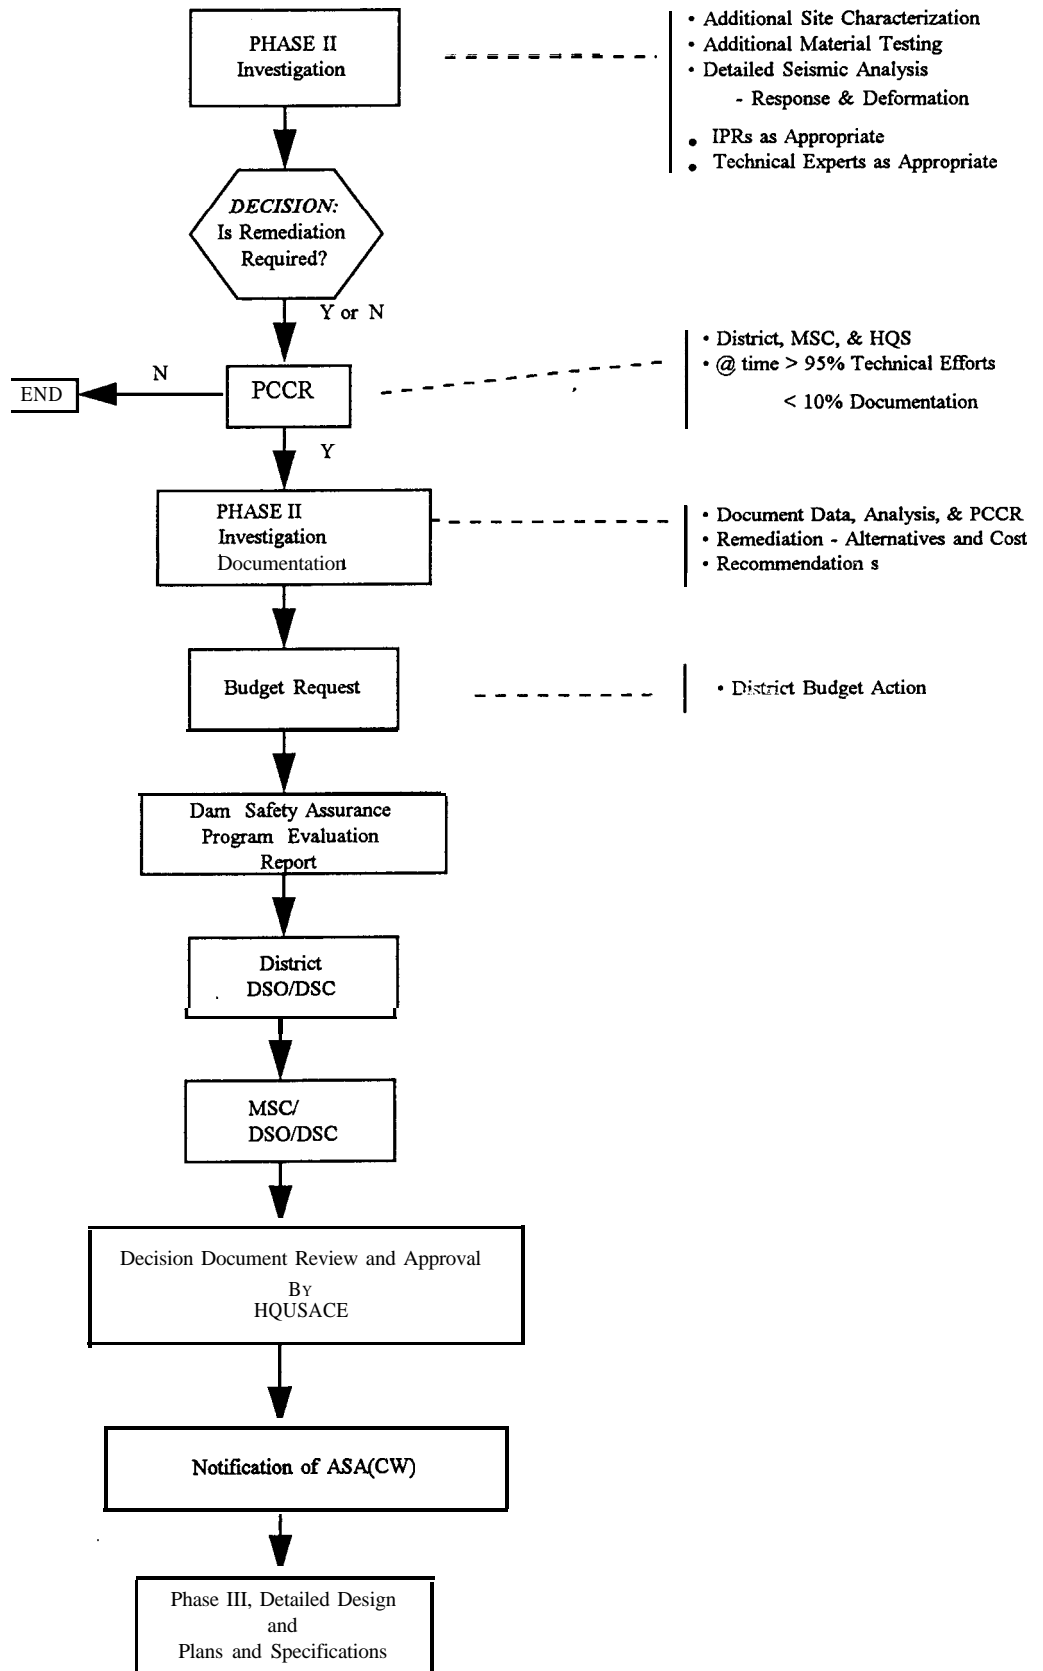 PHASE II
Investigation
• Additional Site Characterization
• Additional Material Testing
• Detailed Seismic Analysis
- Response & Deformation
• IPRs as Appropriate
• Technical Experts as Appropriate
DECISION:
Is Remediation
Required?
Y or N
N
END
PCCR
• District, MSC, & HQS
• @ time > 95% Technical Efforts
< 10% Documentation
Y
PHASE II
Investigation
Documentation
• Document Data, Analysis, & PCCR
• Remediation - Alternatives and Cost
• Recommendation s
Budget Request
• District Budget Action
Dam Safety Assurance
Program Evaluation
Report
District
DSO/DSC
MSC/
DSO/DSC
Decision Document Review and Approval
By
HQUSACE
Notification of ASA(CW)
Phase III, Detailed Design
and
Plans and Specifications